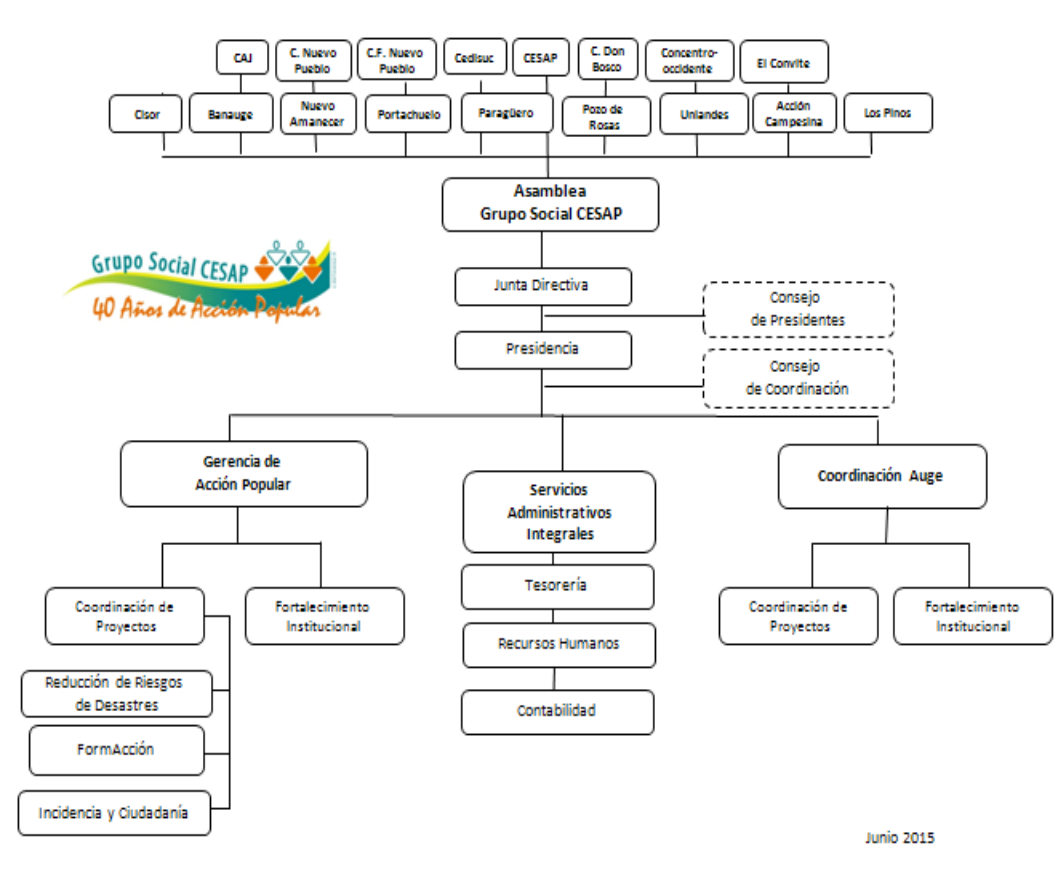 CAJ
C. Nuevo
Pueblo
C.F. Nuevo
Pueblo
Cedisuc
CESAP
C. Don
Bosco
Concentro-
occidente
El Convite
Cisor
Banauge
Nuevo
Amanecer
Portachuelo
Paragüero
Pozo de
Rosas
Uniandes
Acción
Campesina
Los Pinos
Asamblea
Grupo Social CESAP
Grupo Social CESAP
40 Años de Acción Popular
Junta Directiva
Consejo
de Presidentes
Presidencia
Consejo
de Coordinación
Gerencia de
Acción Popular
Servicios
Administrativos
Integrales
Coordinación Auge
Tesorería
Recursos Humanos
Contabilidad
Coordinación de
Proyectos
Fortalecimiento
Institucional
Coordinación de
Proyectos
Fortalecimiento
Institucional
Reducción de Riesgos
de Desastres
FormAcción
Incidencia y Ciudadanía
Junio 2015